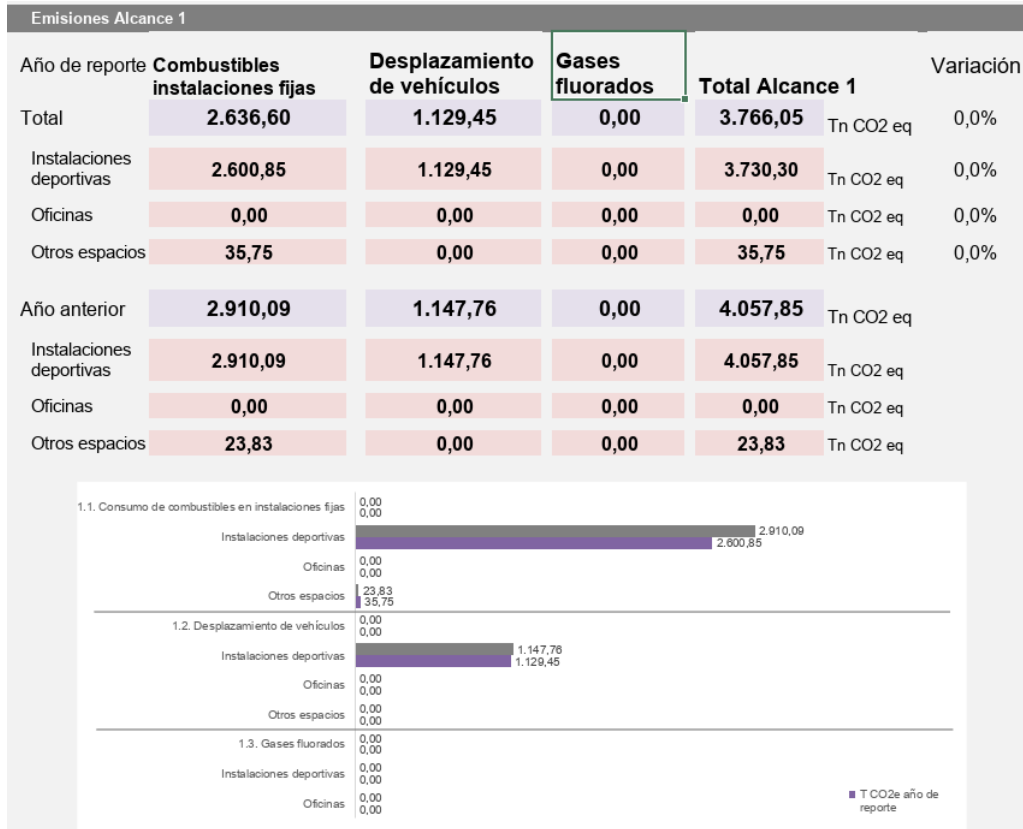 Emisiones Alcance 1
Año de reporte Combustibles instalaciones fijas Desplazamiento de vehículos Gases fluorados Total Alcance 1 Variación
Total 2.636,60 1.129,45 0,00 3.766,05 Tn CO2 eq 0,0%
Instalaciones deportivas 2.600,85 1.129,45 0,00 3.730,30 Tn CO2 eq 0,0%
Oficinas 0,00 0,00 0,00 0,00 Tn CO2 eq 0,0%
Otros espacios 35,75 0,00 0,00 35,75 Tn CO2 eq 0,0%
Año anterior 2.910,09 1.147,76 0,00 4.057,85 Tn CO2 eq
Instalaciones deportivas 2.910,09 1.147,76 0,00 4.057,85 Tn CO2 eq
Oficinas 0,00 0,00 0,00 0,00 Tn CO2 eq
Otros espacios 23,83 0,00 0,00 23,83 Tn CO2 eq
1.1. Consumo de combustibles en instalaciones fijas 0,00
0,00
Instalaciones deportivas 2.910,09
2.600,85
Oficinas 0,00
0,00
Otros espacios 23,83
35,75
1.2. Desplazamiento de vehículos 0,00
0,00
Instalaciones deportivas 1.147,76
1.129,45
Oficinas 0,00
0,00
Otros espacios 0,00
0,00
1.3. Gases fluorados 0,00
0,00
Instalaciones deportivas 0,00
0,00
Oficinas 0,00
0,00
T CO2e año de
reporte